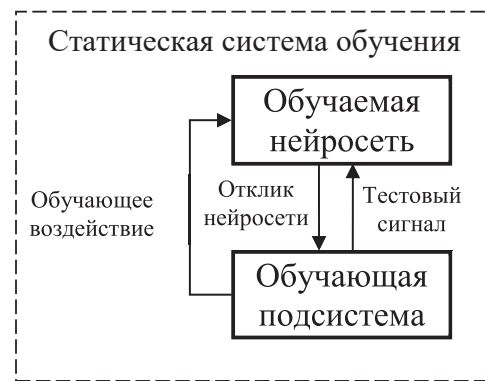 Статическая система обучения
Обучаемая
нейросеть
Обучающее
воздействие
Отклик
нейросети
Тестовый
сигнал
Обучающая
подсистема